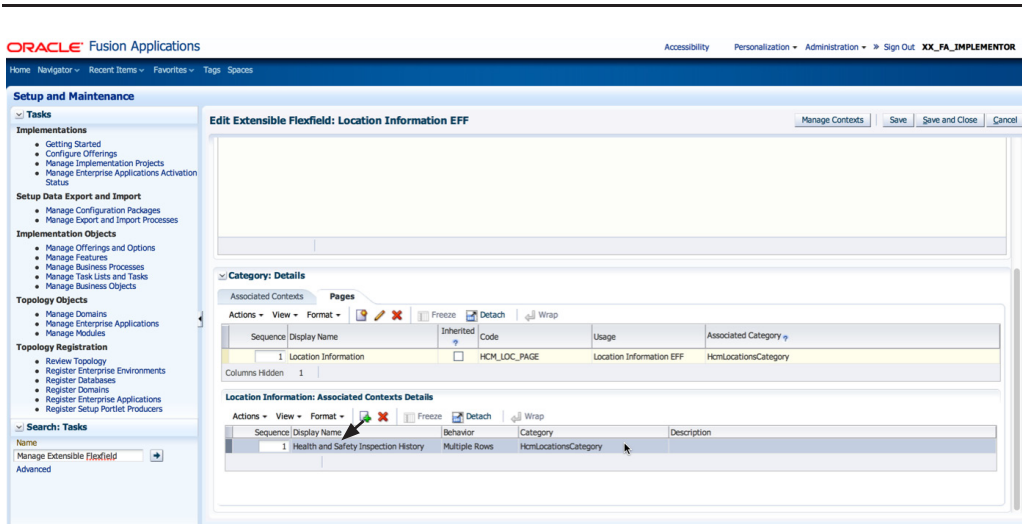 ORACLE Fusion Applications
Accessibility Personalization Administration » Sign Out XX_FA_IMPLEMENTOR
Home Navigator Recent Items Favorites Tags Spaces
Setup and Maintenance
Tasks
Implementations
Getting Started
Configure Offerings
Manage Implementation Projects
Manage Enterprise Applications Activation
Status
Setup Data Export and Import
Manage Configuration Packages
Manage Export and Import Processes
Implementation Objects
Manage Offerings and Options
Manage Features
Manage Business Processes
Manage Task Lists and Tasks
Manage Business Objects
Topology Objects
Manage Domains
Manage Enterprise Applications
Manage Modules
Topology Registration
Review Topology
Register Enterprise Environments
Register Databases
Register Domains
Register Enterprise Applications
Register Setup Portlet Producers
Search: Tasks
Name
Manage Extensible Flexfield
Advanced
Edit Extensible Flexfield: Location Information EFF
Manage Contexts Save Save and Close Cancel
Category: Details
Associated Contexts Pages
Actions View Format Freeze Detach Wrap
Sequence Display Name Inherited ? Code Usage Associated Category ?
1 Location Information HCM_LOC_PAGE Location Information EFF HcmLocationsCategory
Columns Hidden 1
Location Information: Associated Contexts Details
Actions View Format Freeze Detach Wrap
Sequence Display Name Behavior Category Description
1 Health and Safety Inspection History Multiple Rows HcmLocationsCategory